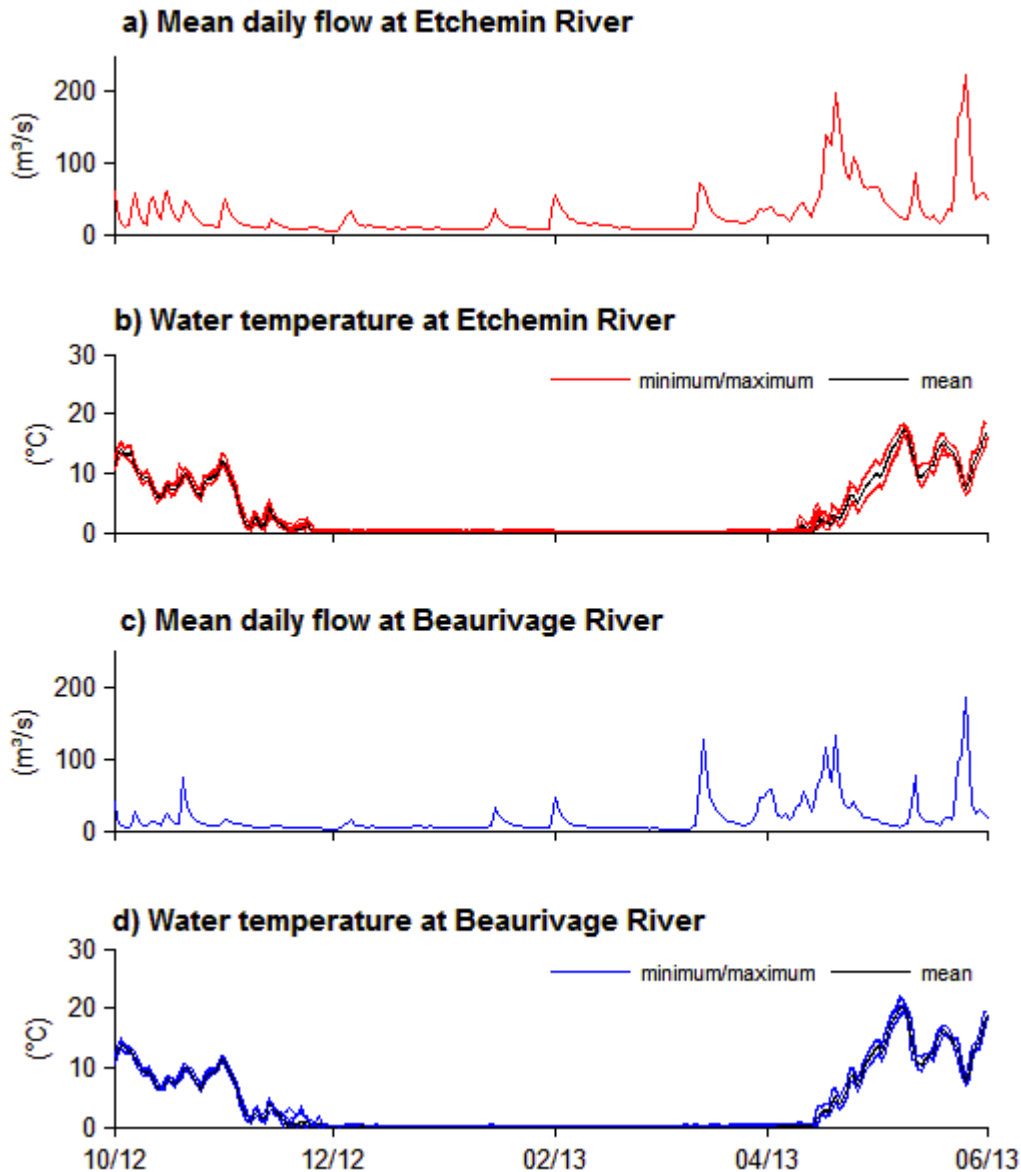 a) Mean daily flow at Etchemin River
(m³/s)
200
100
0
b) Water temperature at Etchemin River
(°C)
30
20
10
0
minimum/maximum mean
c) Mean daily flow at Beaurivage River
(m³/s)
200
100
0
d) Water temperature at Beaurivage River
(°C)
30
20
10
0
minimum/maximum mean
10/12 12/12 02/13 04/13 06/13